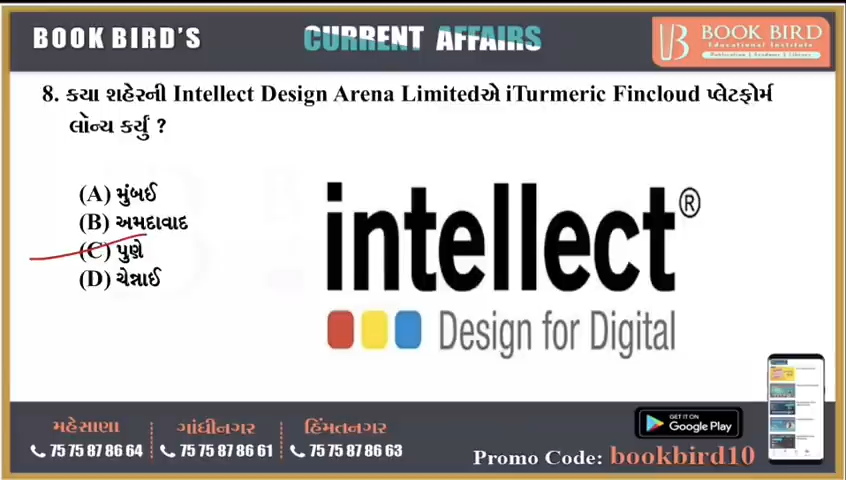 BOOK BIRD'S
CURRENT AFFAIRS
BOOK BIRD
Educational Institute
Publication | Academy | Library
8. કયા શહેરની Intellect Design Arena Limitedએ iTurmeric Fincloud પ્લેટફોર્મ
લૉન્ચ કર્યું ?
(A) મુંબઈ
(B) અમદાવાદ
(C) પુણે
(D) ચેન્નાઈ
intellect®
Design for Digital
મહેસાણા
75 75 87 86 64
ગાંધીનગર
75 75 87 86 61
હિંમતનગર
75 75 87 86 63
GET IT ON
Google Play
Promo Code: bookbird10